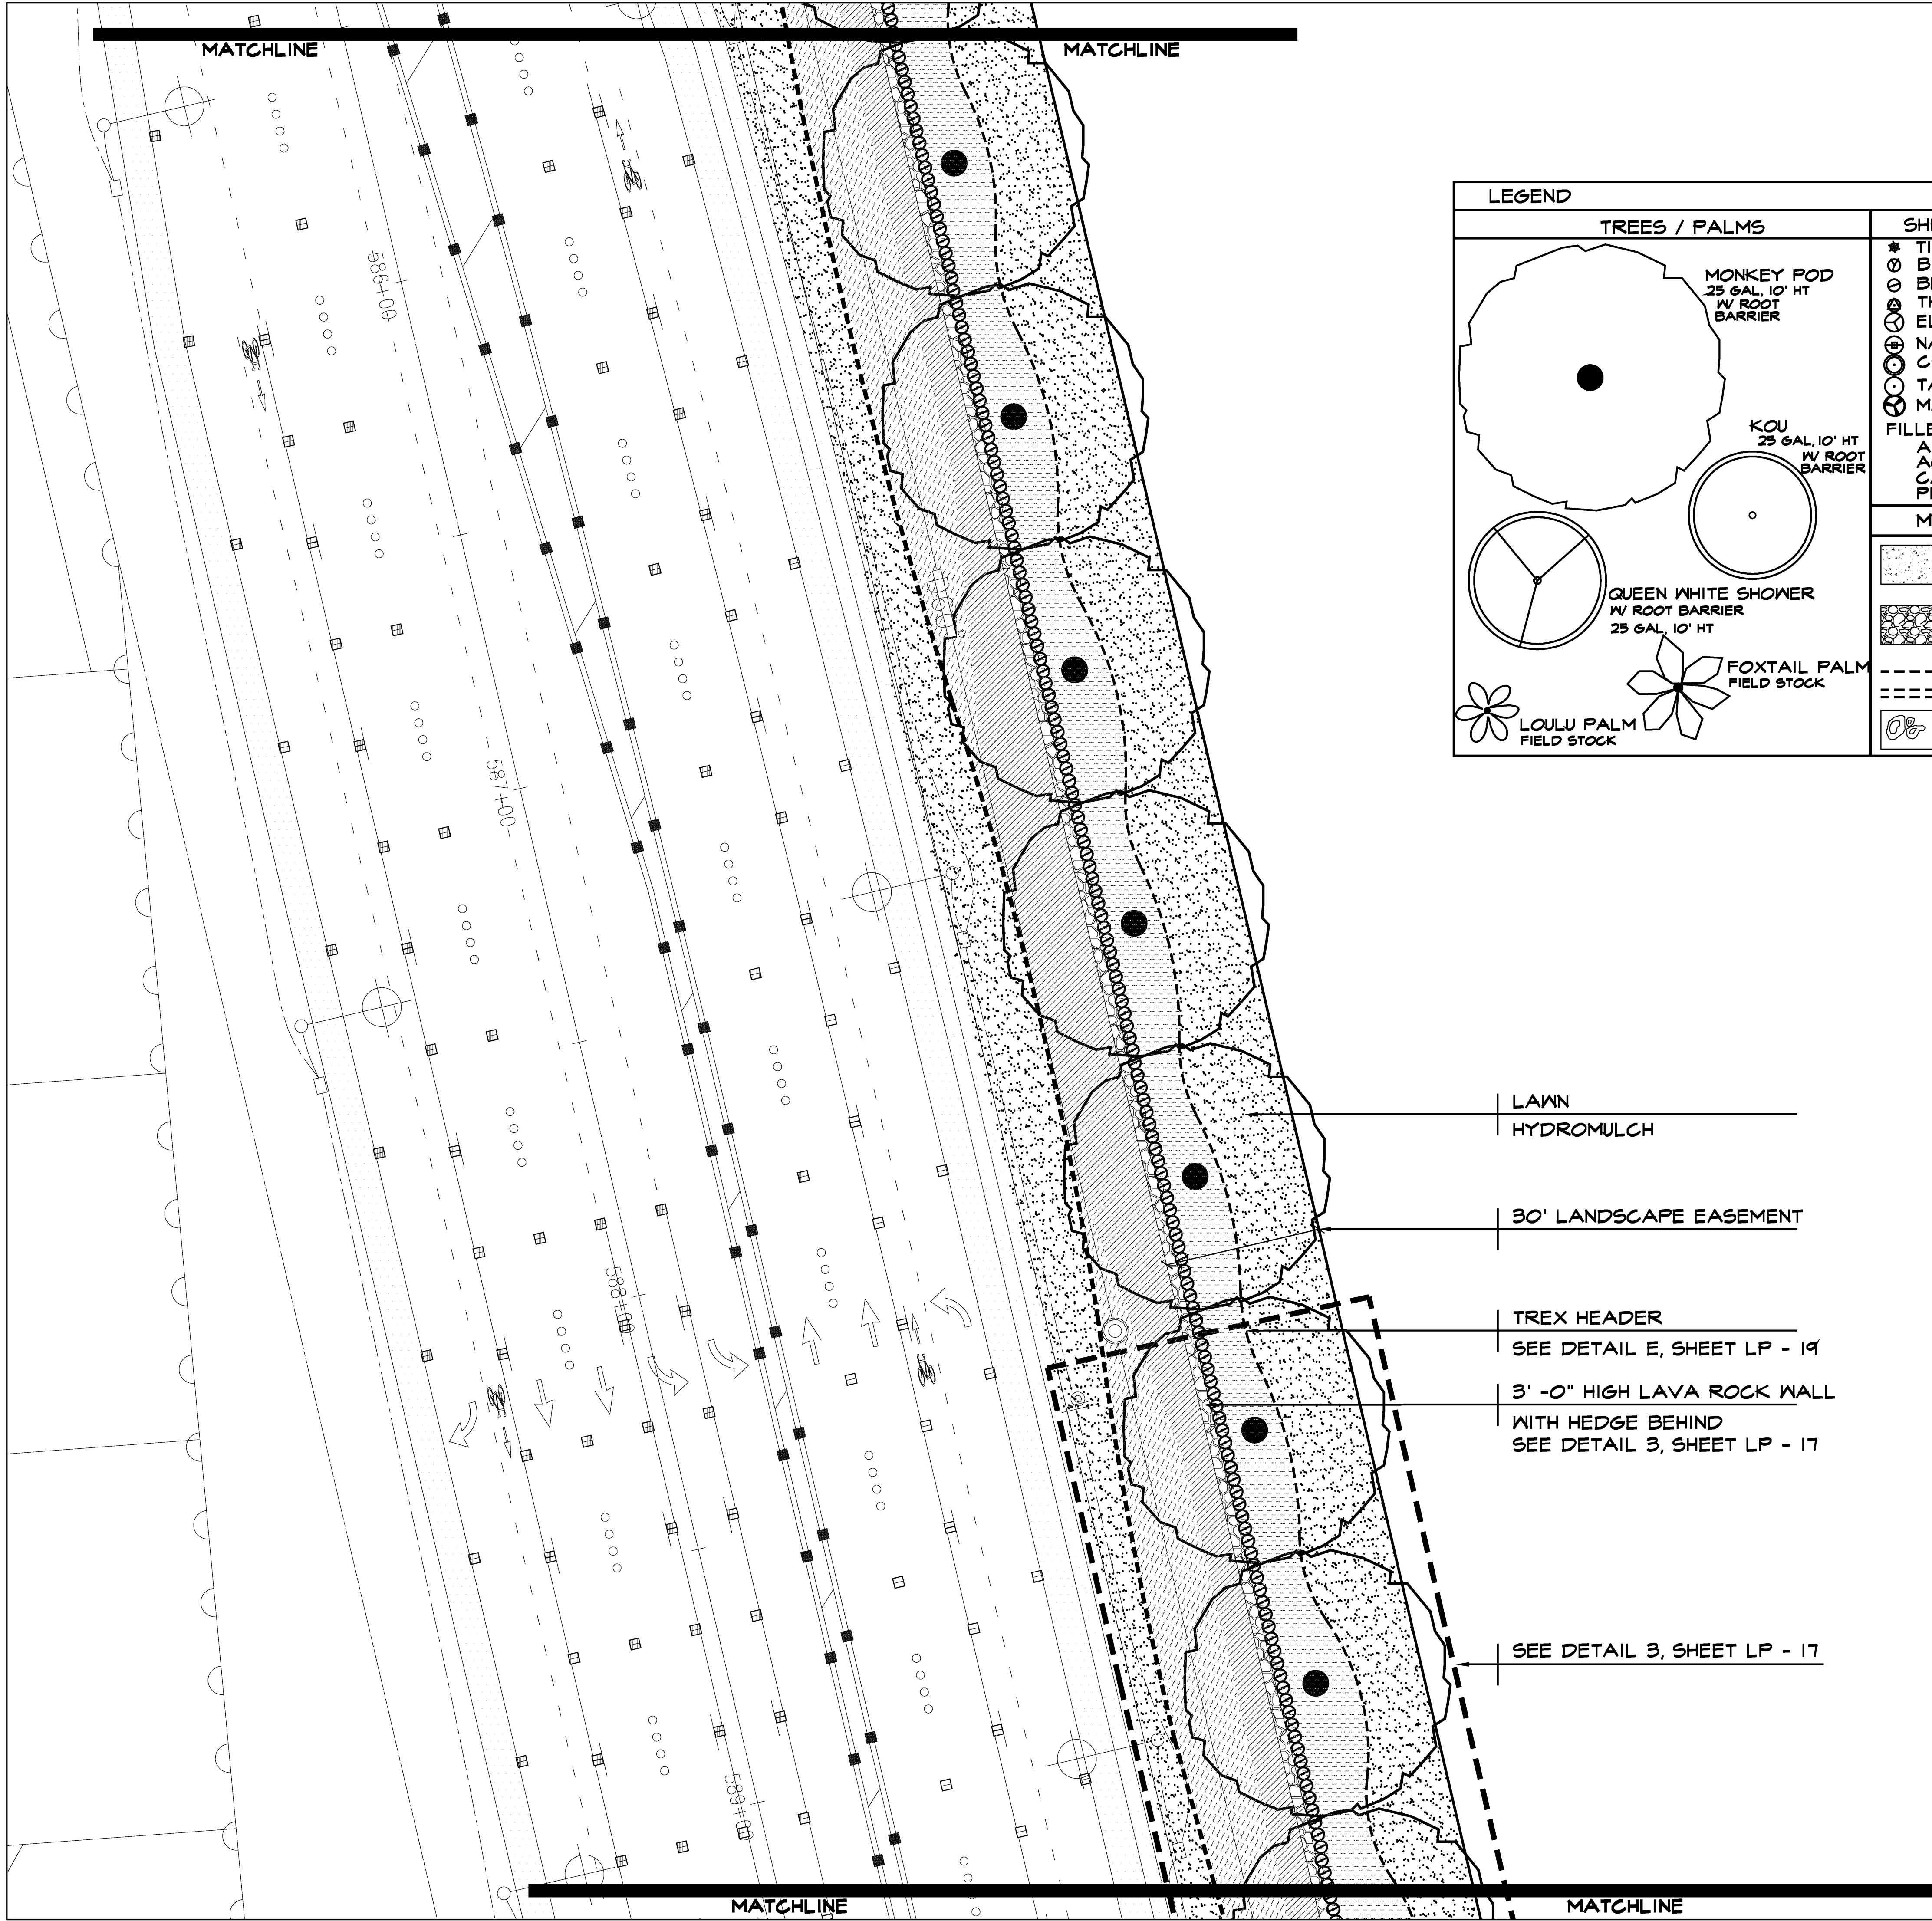 MATCHLINE
MATCHLINE
LEGEND
TREES / PALMS
MONKEY POD
25 GAL, 10' HT
W/ ROOT
BARRIER
KOU
25 GAL, 10' HT
W/ ROOT
BARRIER
QUEEN WHITE SHOWER
W/ ROOT BARRIER
25 GAL, 10' HT
FOXTAIL PALM
FIELD STOCK
LOULU PALM
FIELD STOCK
586+00
587+00
588+00
589+00
LAWN
HYDROMULCH
30' LANDSCAPE EASEMENT
TREX HEADER
SEE DETAIL E, SHEET LP - 19
3' -0" HIGH LAVA ROCK WALL
WITH HEDGE BEHIND
SEE DETAIL 3, SHEET LP - 17
SEE DETAIL 3, SHEET LP - 17
MATCHLINE
MATCHLINE